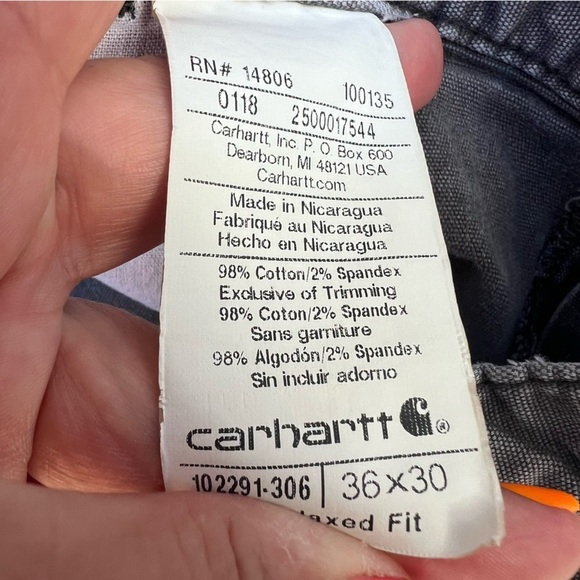 RN# 14806 100135
0118 2500017544
Carhartt, Inc. P. O. Box 600
Dearborn, MI 48121 USA
Carhartt.com
Made in Nicaragua
Fabriqué au Nicaragua
Hecho en Nicaragua
98% Cotton/2% Spandex
Exclusive of Trimming
98% Coton/2% Spandex
Sans garniture
98% Algodón/2% Spandex
Sin incluir adorno
carhartt ®
102291-306 36x30
Fit